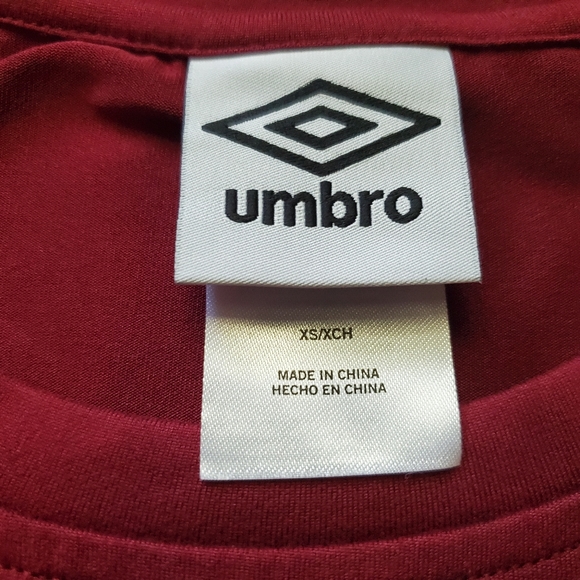 umbro
XS/XCH
MADE IN CHINA
HECHO EN CHINA